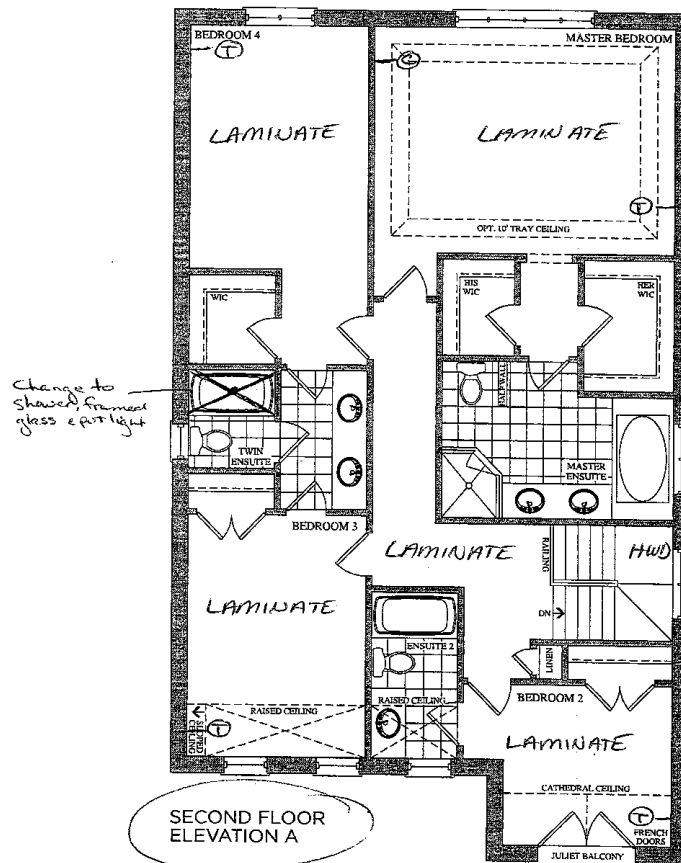 BEDROOM 4
MASTER BEDROOM
T
C
LAMINATE
LAMINATE
T
OPT. 10' TRAY CEILING
WIC
HIS
WIC
HER
WIC
Change to
Shower, framed
glass & pot light
HALF WALL
TWIN
ENSUITE
MASTER
ENSUITE
BEDROOM 3
LAMINATE
RAILING
HWD
LAMINATE
DN
ENSUITE 2
LINEN
RAISED CEILING
RAISED CEILING
BEDROOM 2
SLOPED
CEILING
T
LAMINATE
CATHEDRAL CEILING
T
FRENCH
DOORS
JULIET BALCONY
SECOND FLOOR
ELEVATION A